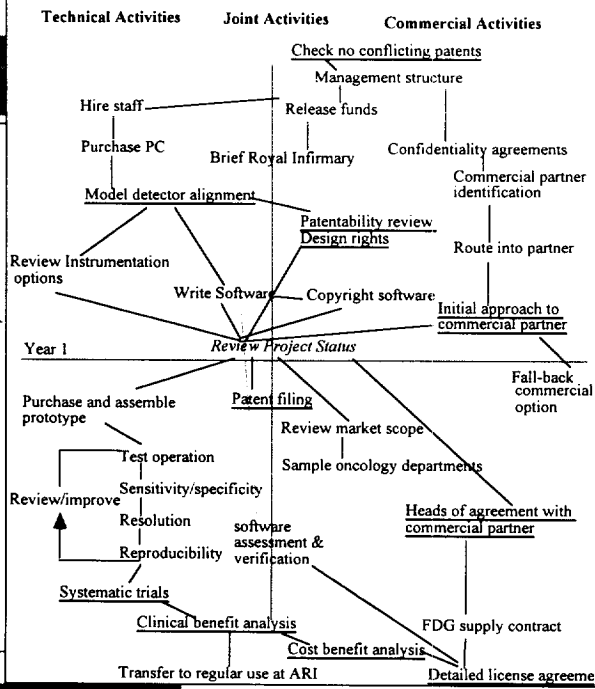 Technical Activities
Joint Activities
Commercial Activities
Check no conflicting patents
Management structure
Hire staff
Release funds
Purchase PC
Brief Royal Infirmary
Confidentiality agreements
Commercial partner
identification
Model detector alignment
Patentability review
Design rights
Route into partner
Review Instrumentation
options
Write Software
Copyright software
Initial approach to
commercial partner
Year 1
Review Project Status
Fall-back
commercial
option
Purchase and assemble
prototype
Patent filing
Review market scope
Test operation
Sample oncology departments
Sensitivity/specificity
Review/improve
Resolution
Heads of agreement with
commercial partner
software
assessment &
verification
Reproducibility
Systematic trials
Clinical benefit analysis
FDG supply contract
Cost benefit analysis
Transfer to regular use at ARI
Detailed license agreeme